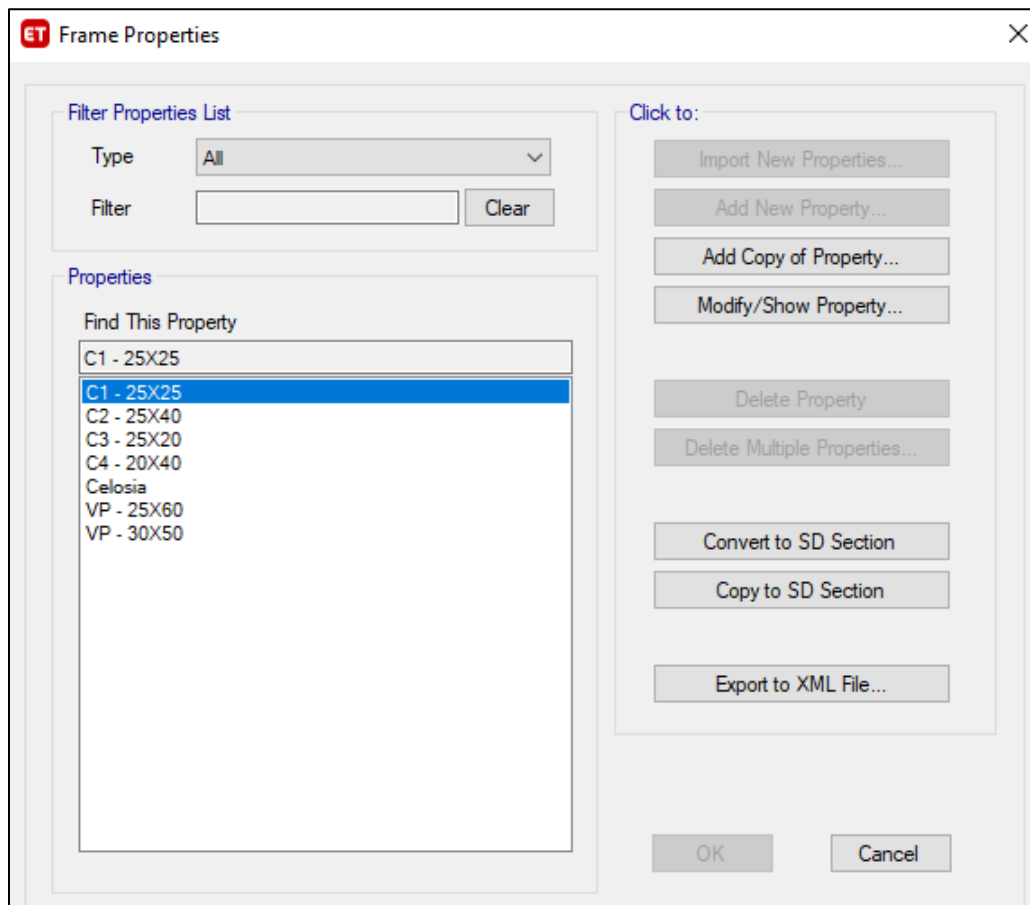 ET Frame Properties
Filter Properties List
Type All
Filter Clear
Properties
Find This Property
C1 - 25X25
C1 - 25X25
C2 - 25X40
C3 - 25X20
C4 - 20X40
Celosia
VP - 25X60
VP - 30X50
Click to:
Import New Properties...
Add New Property...
Add Copy of Property...
Modify/Show Property...
Delete Property
Delete Multiple Properties...
Convert to SD Section
Copy to SD Section
Export to XML File...
OK Cancel